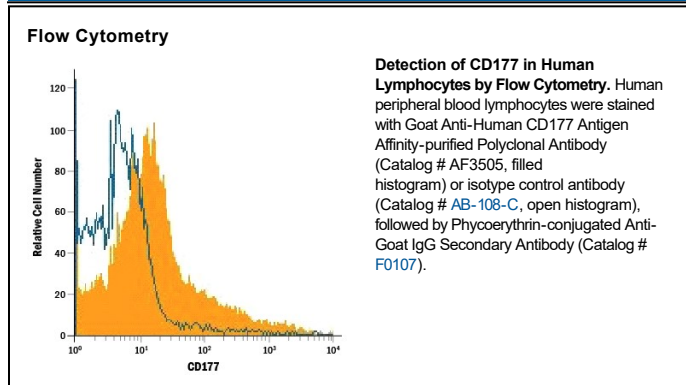 Flow Cytometry
120
100
80
60
40
20
0
Relative Cell Number
10⁰
10¹
10²
10³
10⁴
CD177
Detection of CD177 in Human
Lymphocytes by Flow Cytometry. Human
peripheral blood lymphocytes were stained
with Goat Anti-Human CD177 Antigen
Affinity-purified Polyclonal Antibody
(Catalog # AF3505, filled
histogram) or isotype control antibody
(Catalog # AB-108-C, open histogram),
followed by Phycoerythrin-conjugated Anti-
Goat IgG Secondary Antibody (Catalog #
F0107).